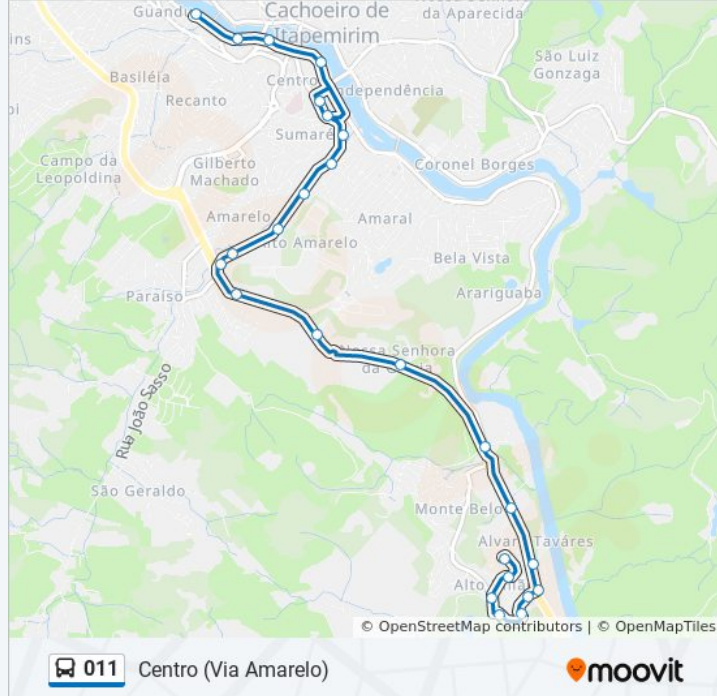 Guandu
Cachoeiro de
Itapemirim
da Aparecida
São Luiz
Gonzaga
Basiléia
Recanto
Centro
Independência
Sumaré
Campo da
Leopoldina
Gilberto
Machado
Coronel Borges
Amarelo
Amaral
Alto Amarelo
Bela Vista
Paraíso
Arariguaba
Nossa Senhora
da Glória
Rua João Sasso
São Geraldo
Monte Belo
Alvaro Taváres
Alto
© OpenStreetMap contributors | © OpenMapTiles
011 Centro (Via Amarelo)
moovit